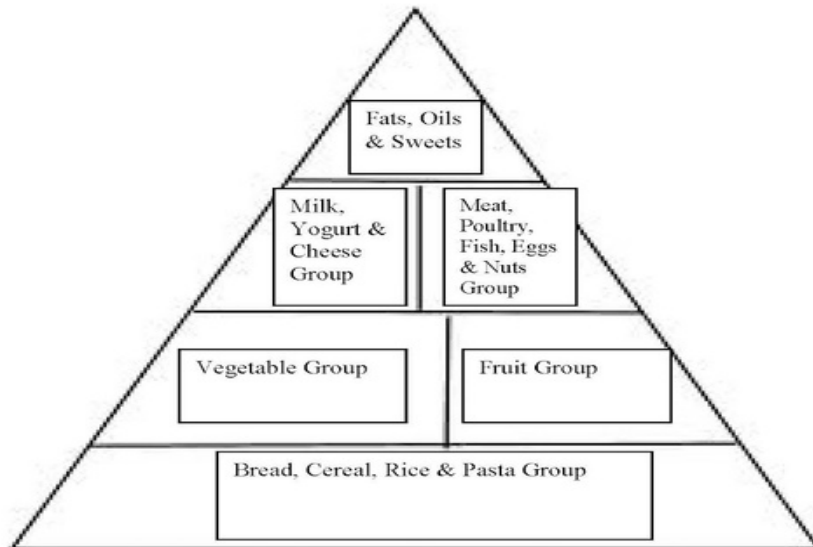 Fats, Oils
& Sweets
Milk,
Yogurt &
Cheese
Group
Meat,
Poultry,
Fish, Eggs
& Nuts
Group
Vegetable Group
Fruit Group
Bread, Cereal, Rice & Pasta Group